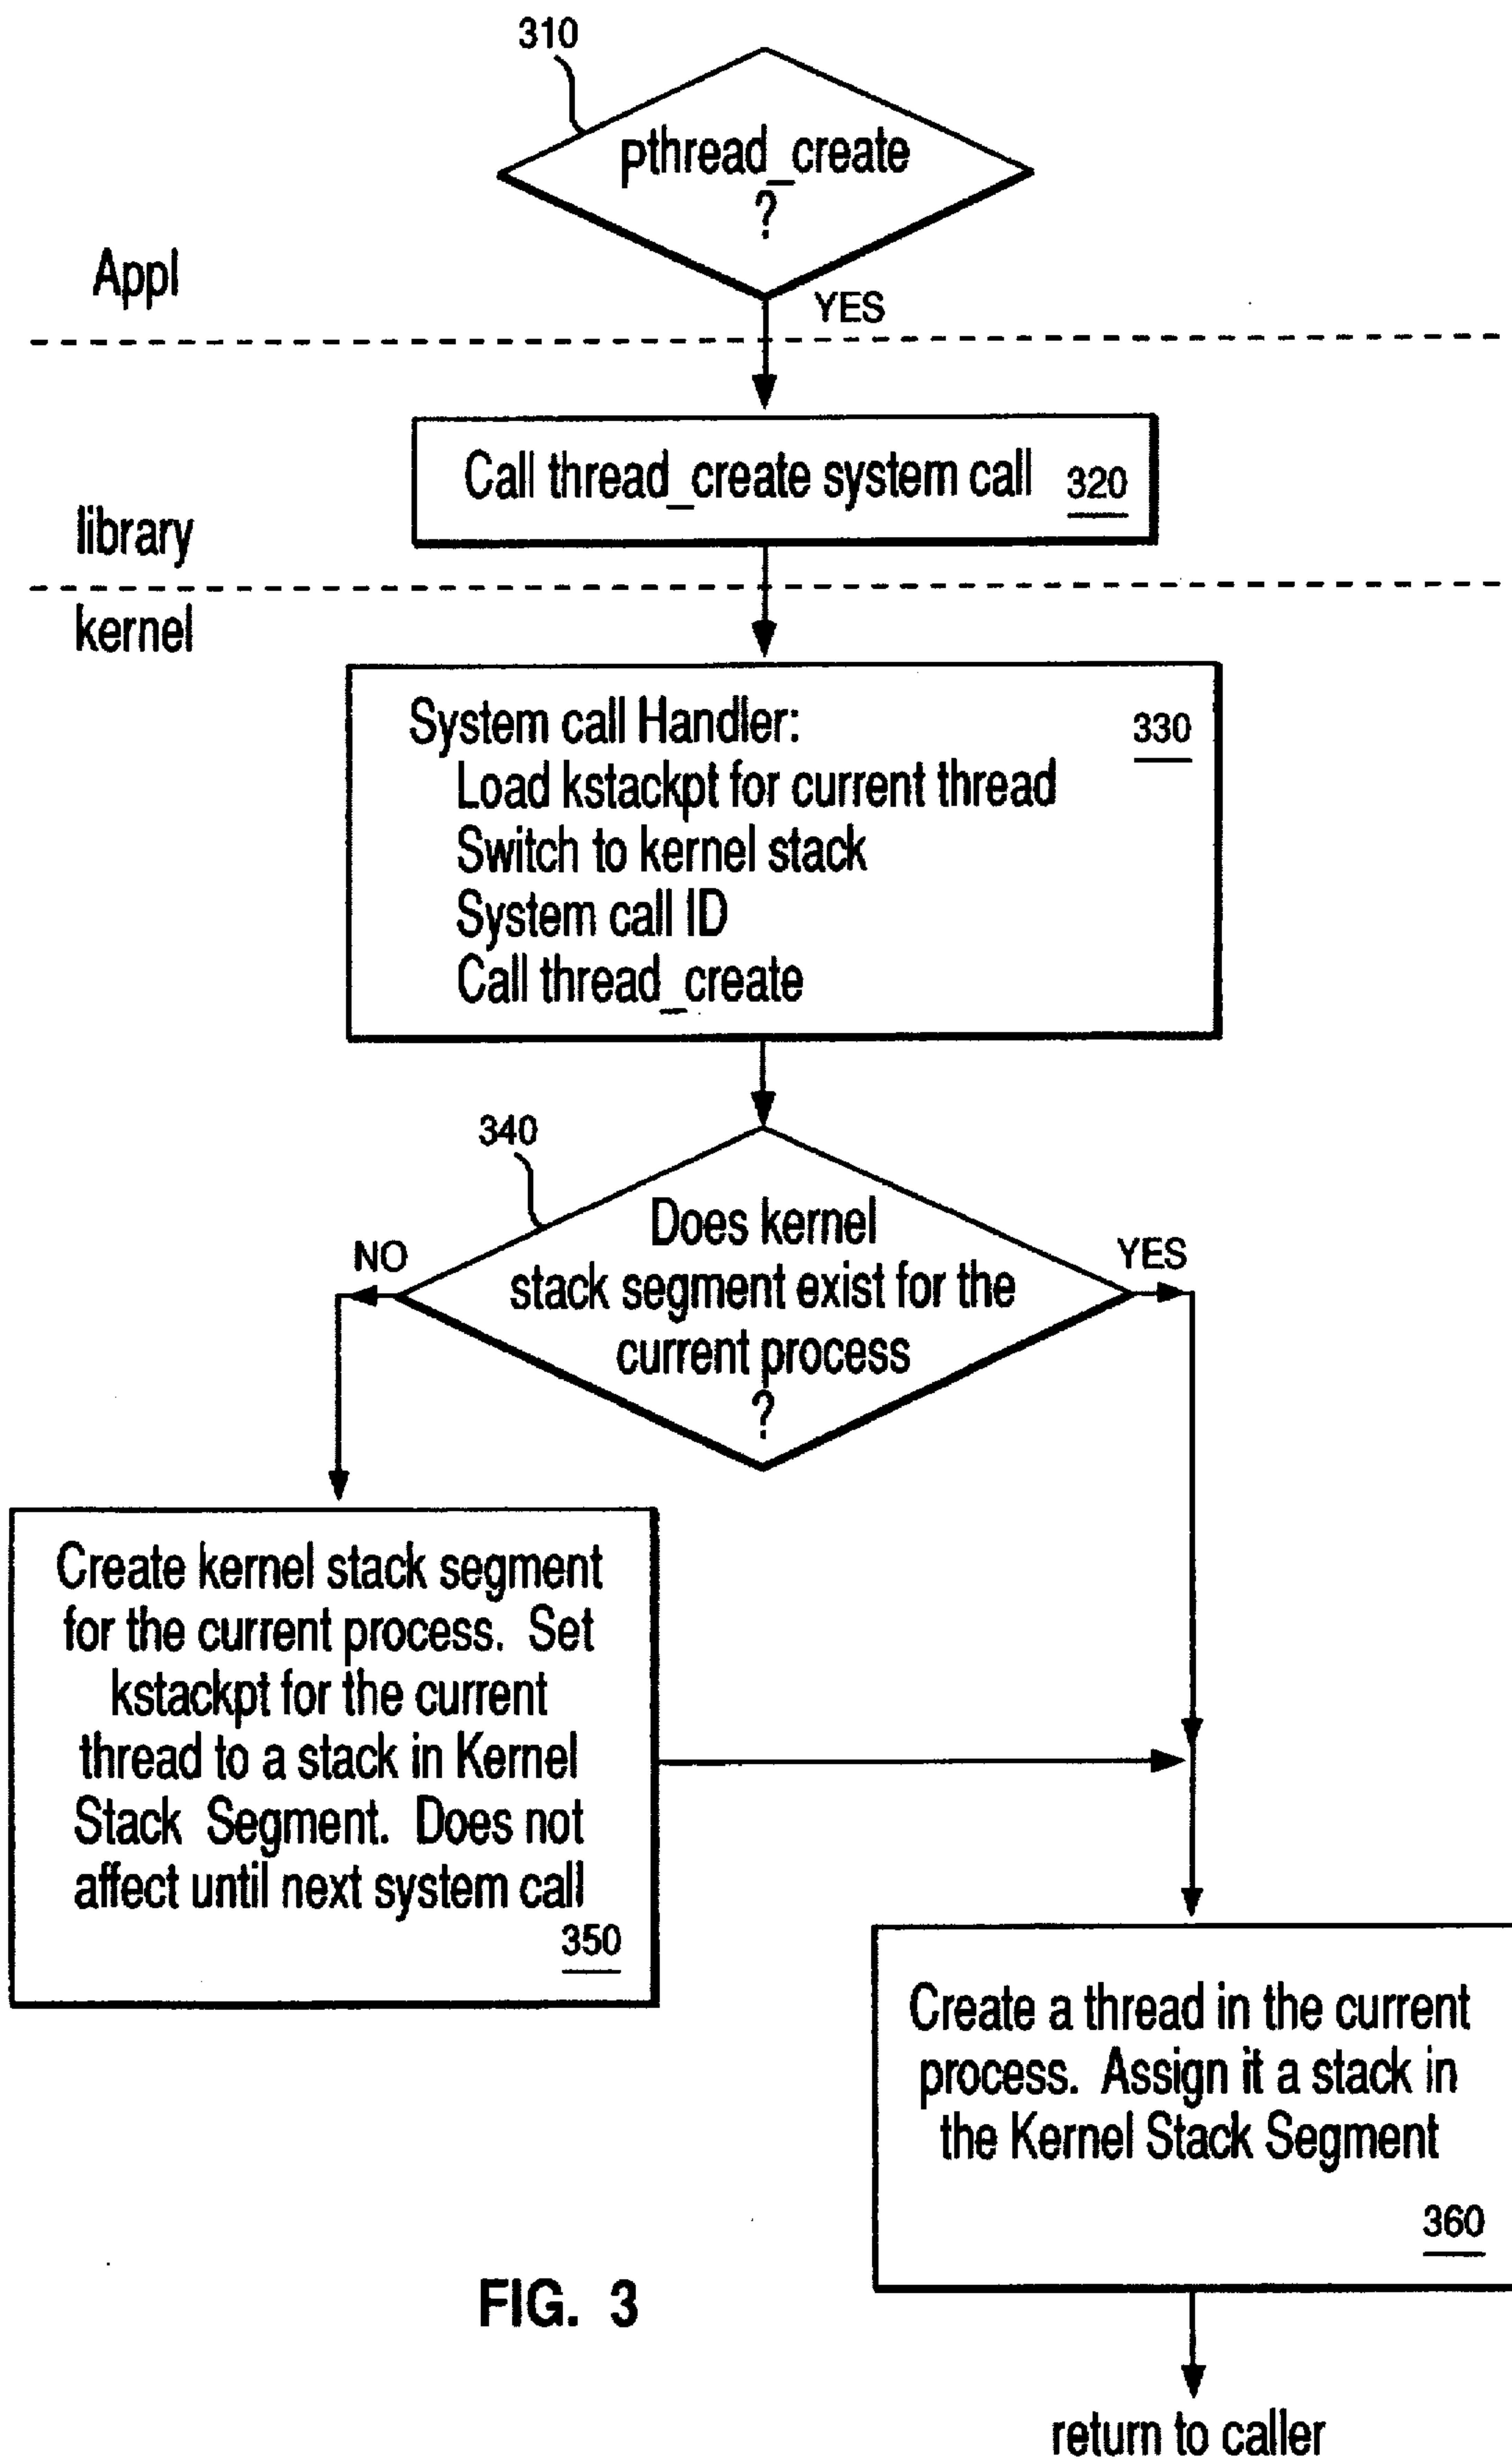 310
pthread_create
?
Appl
YES
Call thread_create system call 320
library
kernel
System call Handler: 330
Load kstackpt for current thread
Switch to kernel stack
System call ID
Call thread_create
340
Does kernel
stack segment exist for the
current process
?
NO
YES
Create kernel stack segment
for the current process. Set
kstackpt for the current
thread to a stack in Kernel
Stack Segment. Does not
affect until next system call
350
Create a thread in the current
process. Assign it a stack in
the Kernel Stack Segment
360
FIG. 3
return to caller